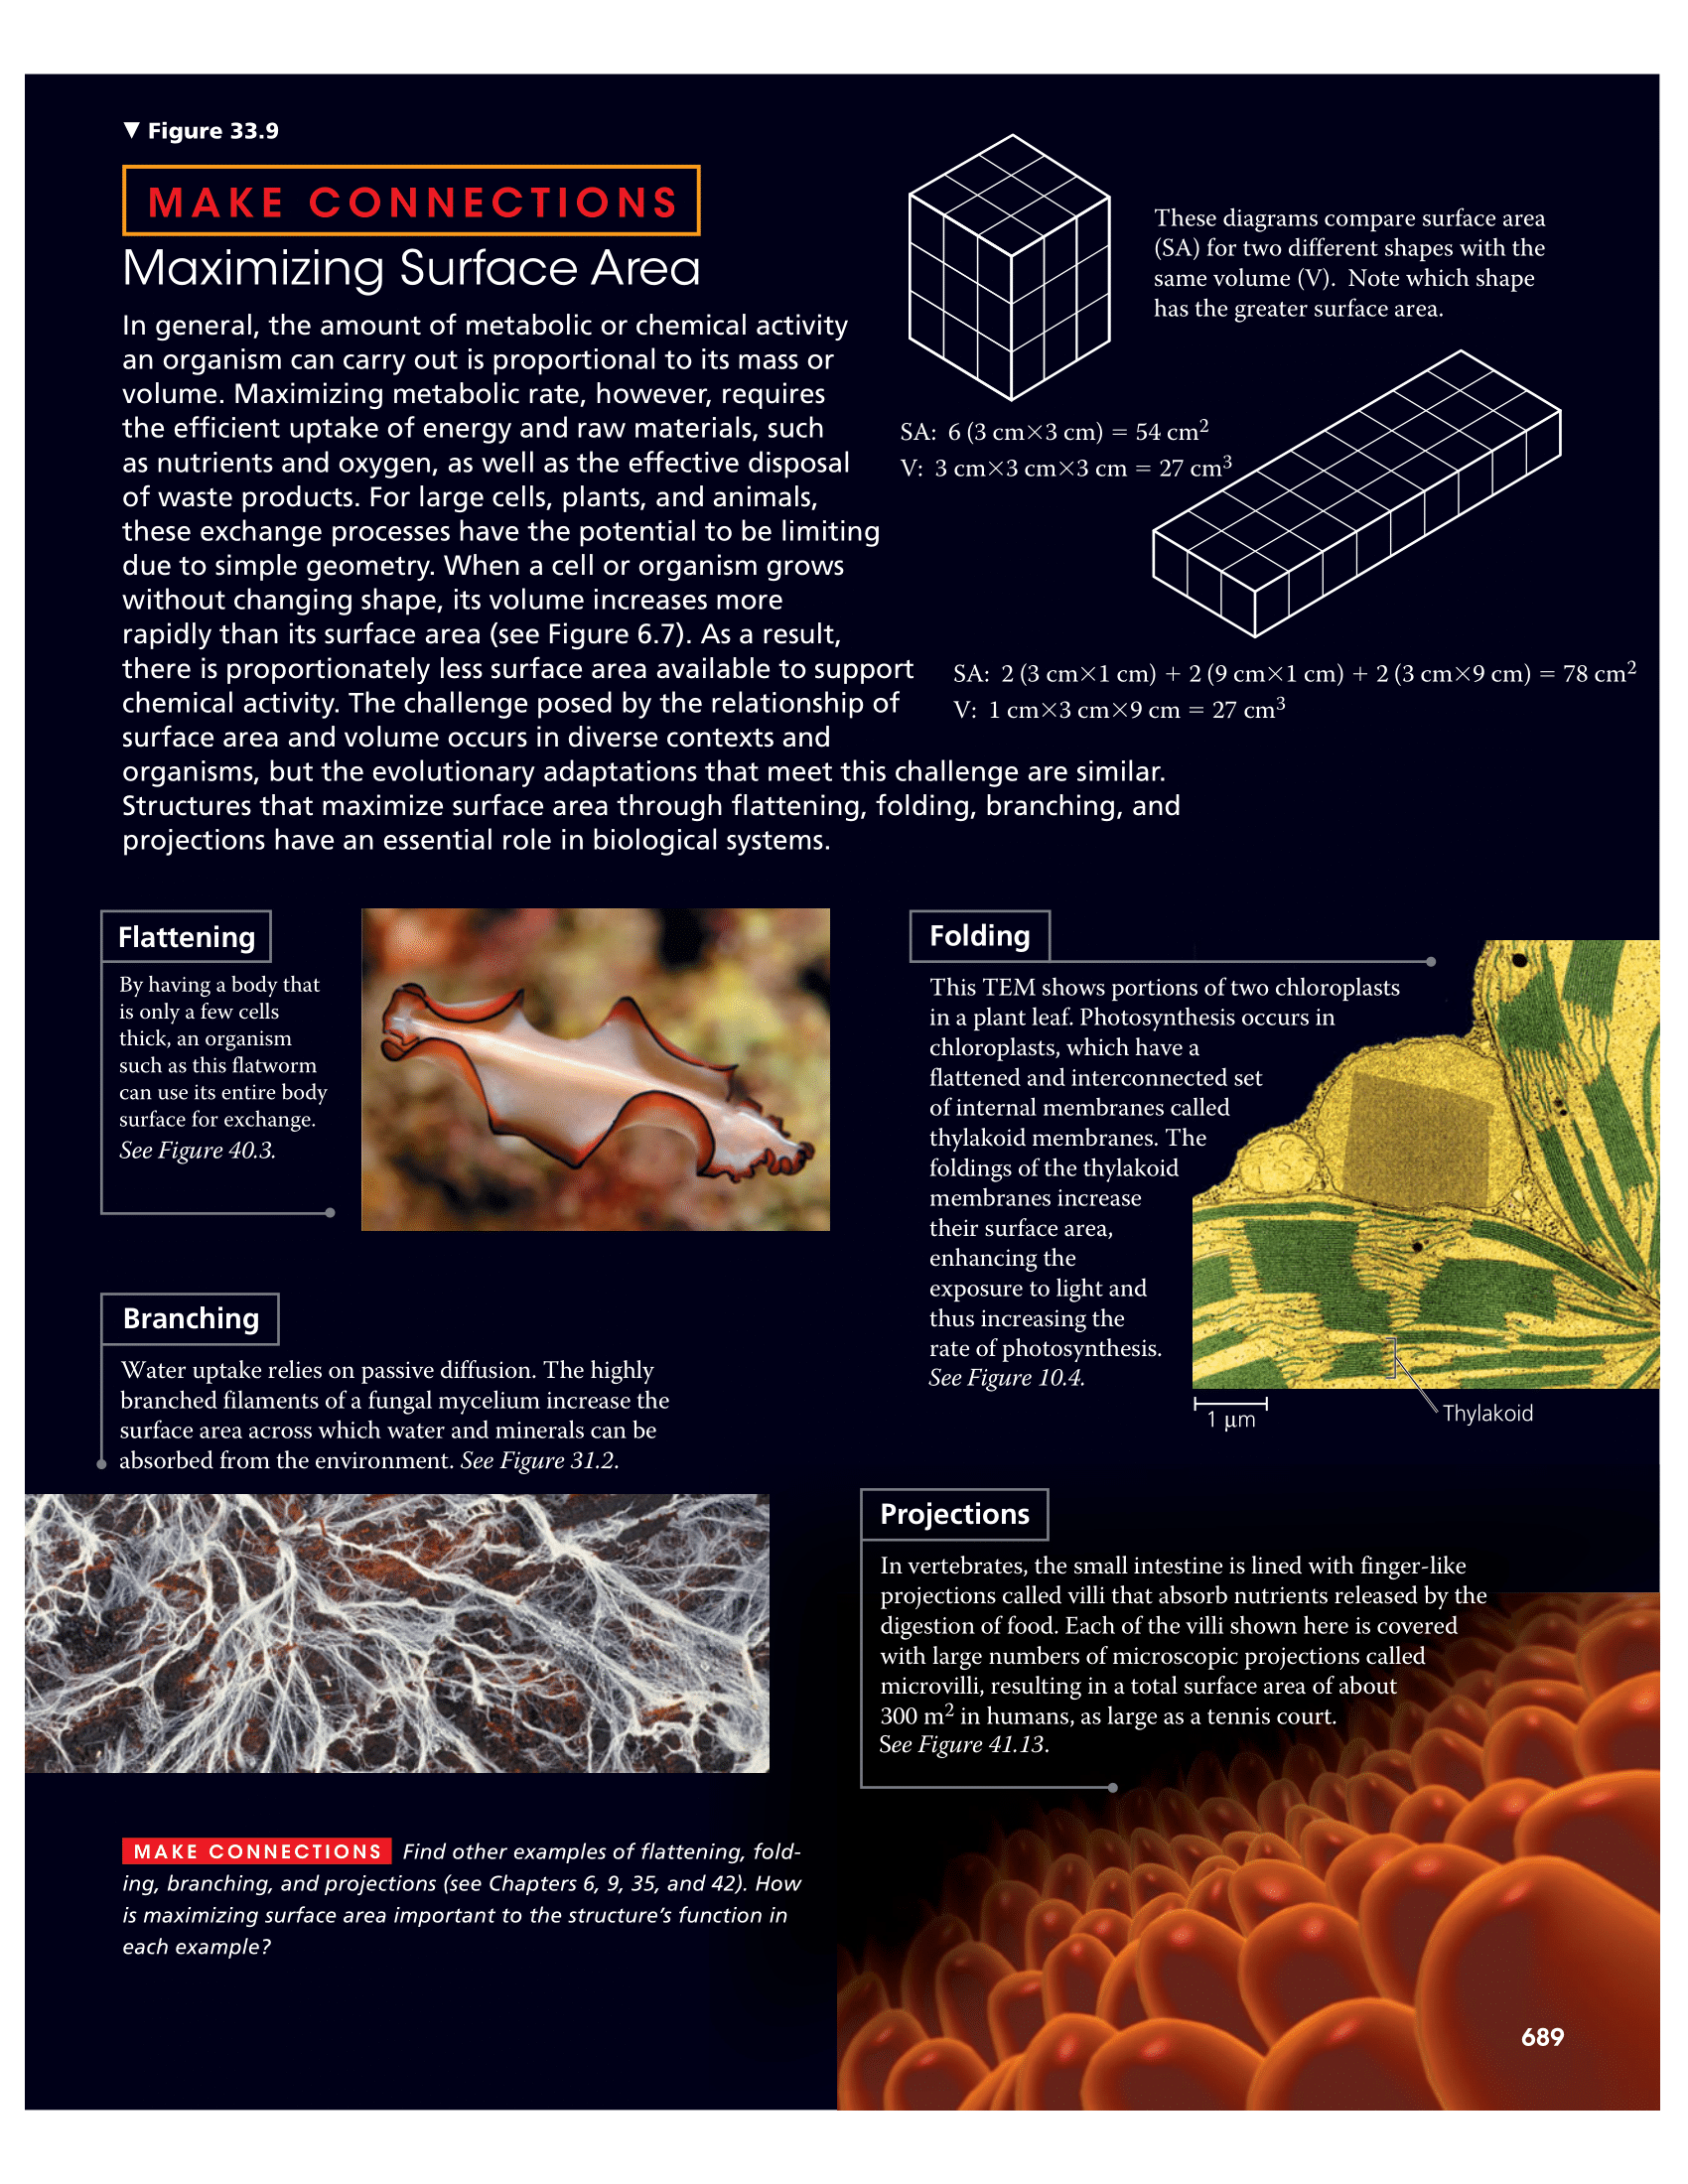 ▼ Figure 33.9
MAKE CONNECTIONS
Maximizing Surface Area
In general, the amount of metabolic or chemical activity
an organism can carry out is proportional to its mass or
volume. Maximizing metabolic rate, however, requires
the efficient uptake of energy and raw materials, such
as nutrients and oxygen, as well as the effective disposal
of waste products. For large cells, plants, and animals,
these exchange processes have the potential to be limiting
due to simple geometry. When a cell or organism grows
without changing shape, its volume increases more
rapidly than its surface area (see Figure 6.7). As a result,
there is proportionately less surface area available to support
chemical activity. The challenge posed by the relationship of
surface area and volume occurs in diverse contexts and
organisms, but the evolutionary adaptations that meet this challenge are similar.
Structures that maximize surface area through flattening, folding, branching, and
projections have an essential role in biological systems.
These diagrams compare surface area
(SA) for two different shapes with the
same volume (V). Note which shape
has the greater surface area.
SA: 6 (3 cm×3 cm) = 54 cm²
V: 3 cm×3 cm×3 cm = 27 cm³
SA: 2 (3 cm×1 cm) + 2 (9 cm×1 cm) + 2 (3 cm×9 cm) = 78 cm²
V: 1 cm×3 cm×9 cm = 27 cm³
Flattening
By having a body that
is only a few cells
thick, an organism
such as this flatworm
can use its entire body
surface for exchange.
See Figure 40.3.
Folding
This TEM shows portions of two chloroplasts
in a plant leaf. Photosynthesis occurs in
chloroplasts, which have a
flattened and interconnected set
of internal membranes called
thylakoid membranes. The
foldings of the thylakoid
membranes increase
their surface area,
enhancing the
exposure to light and
thus increasing the
rate of photosynthesis.
See Figure 10.4.
1 μm
Thylakoid
Branching
Water uptake relies on passive diffusion. The highly
branched filaments of a fungal mycelium increase the
surface area across which water and minerals can be
absorbed from the environment. See Figure 31.2.
Projections
In vertebrates, the small intestine is lined with finger-like
projections called villi that absorb nutrients released by the
digestion of food. Each of the villi shown here is covered
with large numbers of microscopic projections called
microvilli, resulting in a total surface area of about
300 m² in humans, as large as a tennis court.
See Figure 41.13.
MAKE CONNECTIONS Find other examples of flattening, fold-
ing, branching, and projections (see Chapters 6, 9, 35, and 42). How
is maximizing surface area important to the structure's function in
each example?
689